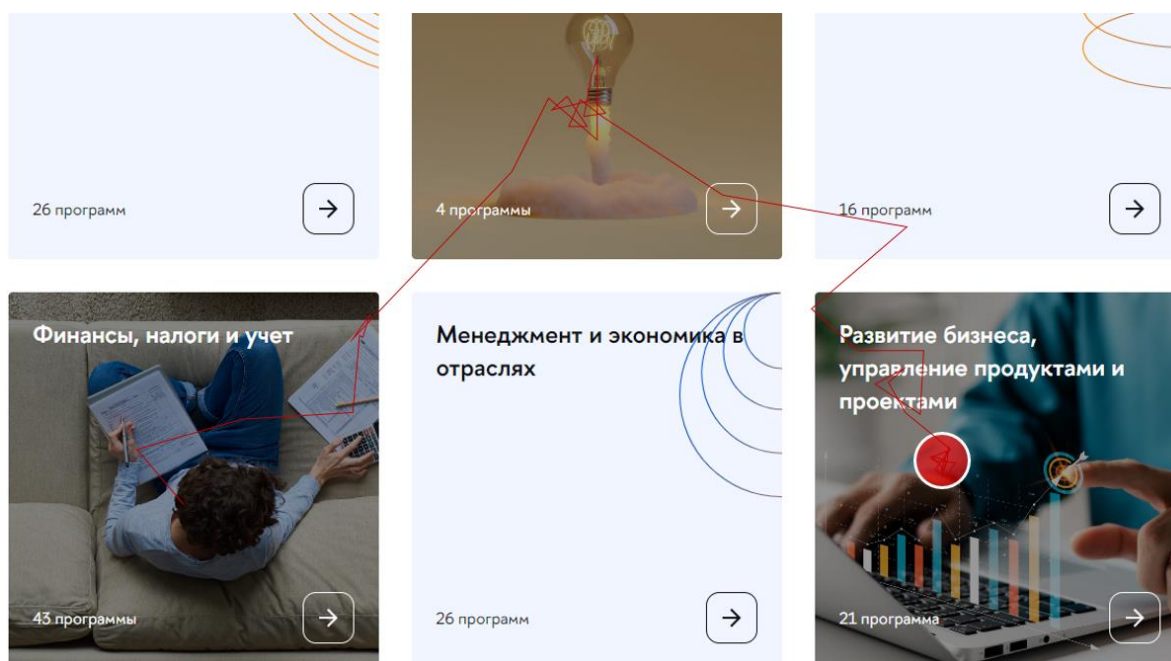 26 программ
4 программы
16 программ
Финансы, налоги и учет
Менеджмент и экономика в
отраслях
Развитие бизнеса,
управление продуктами и
проектами
43 программы
26 программ
21 программа